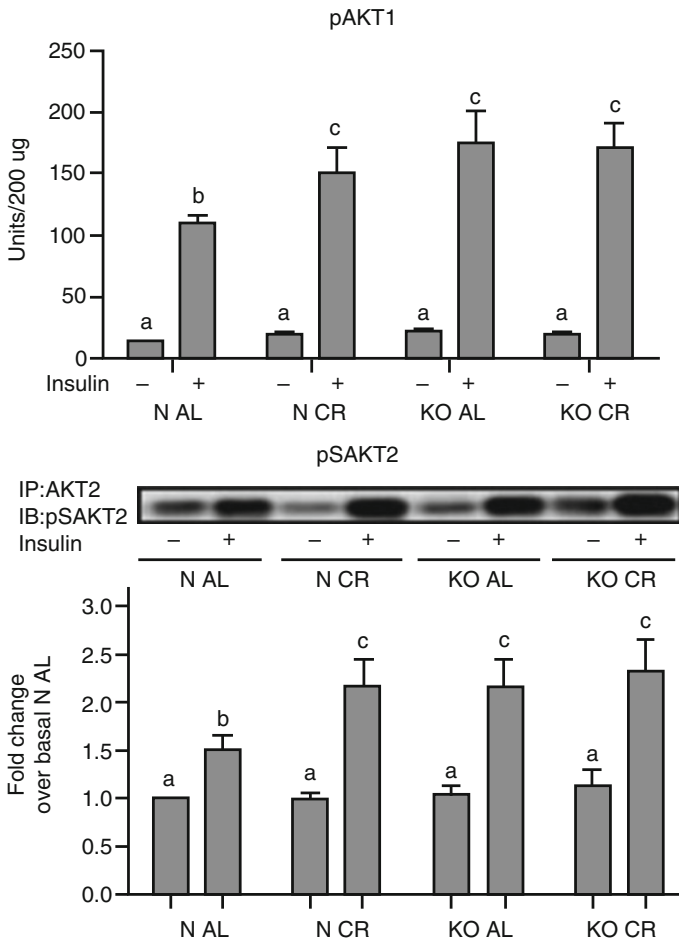 pAKT1
250
200
150
100
50
0
Units/200 ug
a b a c a c a c
Insulin – + – + – + – +
N AL N CR KO AL KO CR
pSAKT2
IP:AKT2
IB:pSAKT2
Insulin – + – + – + – +
N AL N CR KO AL KO CR
3.0
2.5
2.0
1.5
1.0
0.5
0.0
Fold change
over basal N AL
a b a c a c a c
N AL N CR KO AL KO CR